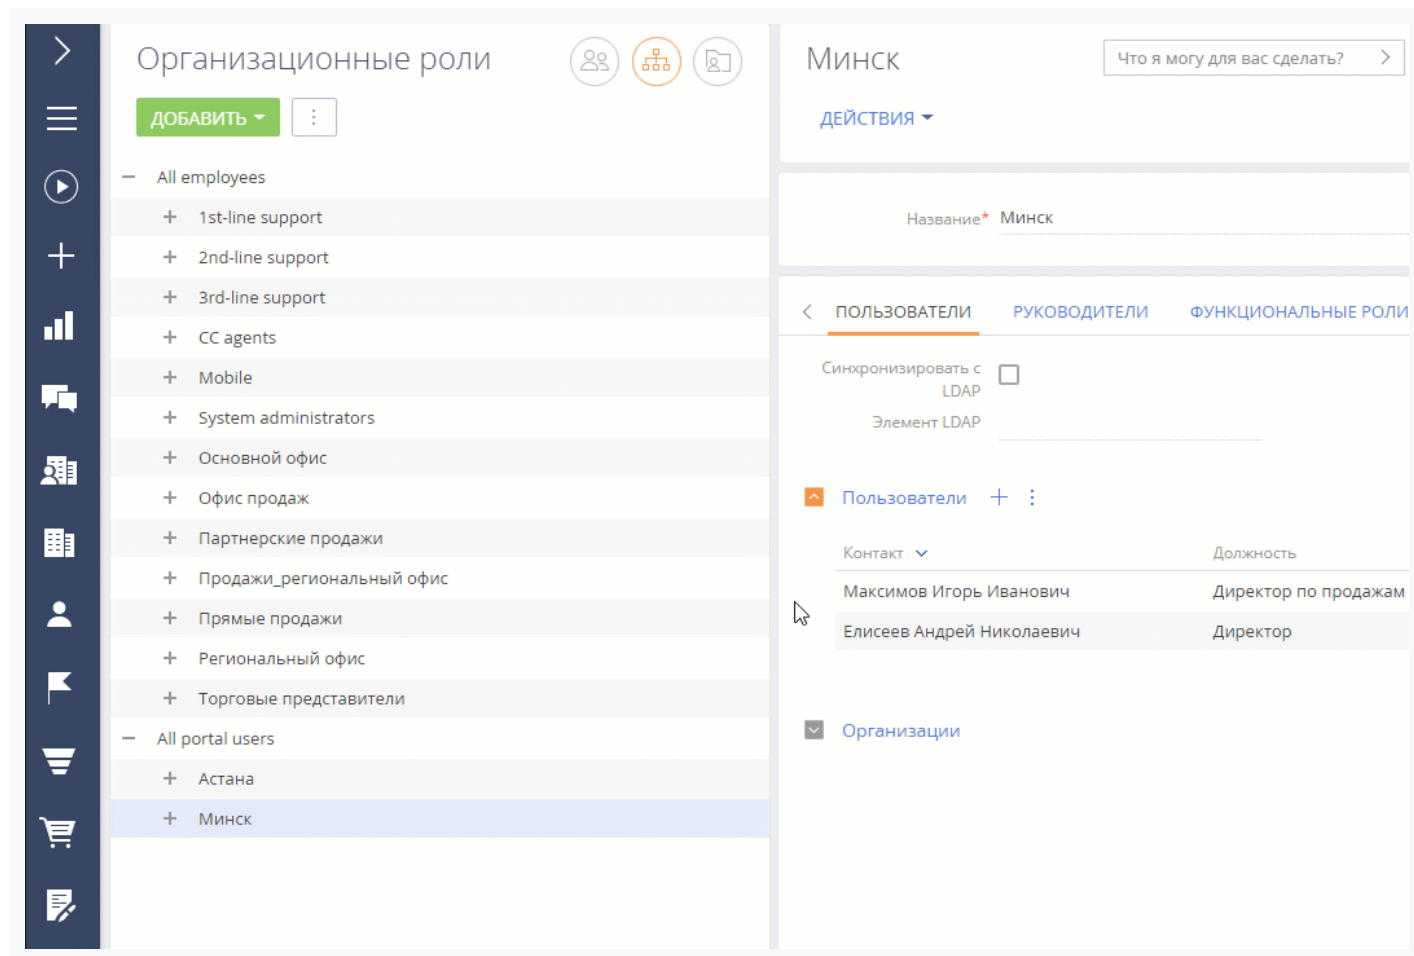 Организационные роли
ДОБАВИТЬ
All employees
1st-line support
2nd-line support
3rd-line support
CC agents
Mobile
System administrators
Основной офис
Офис продаж
Партнерские продажи
Продажи_региональный офис
Прямые продажи
Региональный офис
Торговые представители
All portal users
Астана
Минск
Минск
Что я могу для вас сделать?
ДЕЙСТВИЯ
Название* Минск
ПОЛЬЗОВАТЕЛИ РУКОВОДИТЕЛИ ФУНКЦИОНАЛЬНЫЕ РОЛИ
Синхронизировать с
LDAP
Элемент LDAP
Пользователи
Контакт Должность
Максимов Игорь Иванович Директор по продажам
Елисеев Андрей Николаевич Директор
Организации